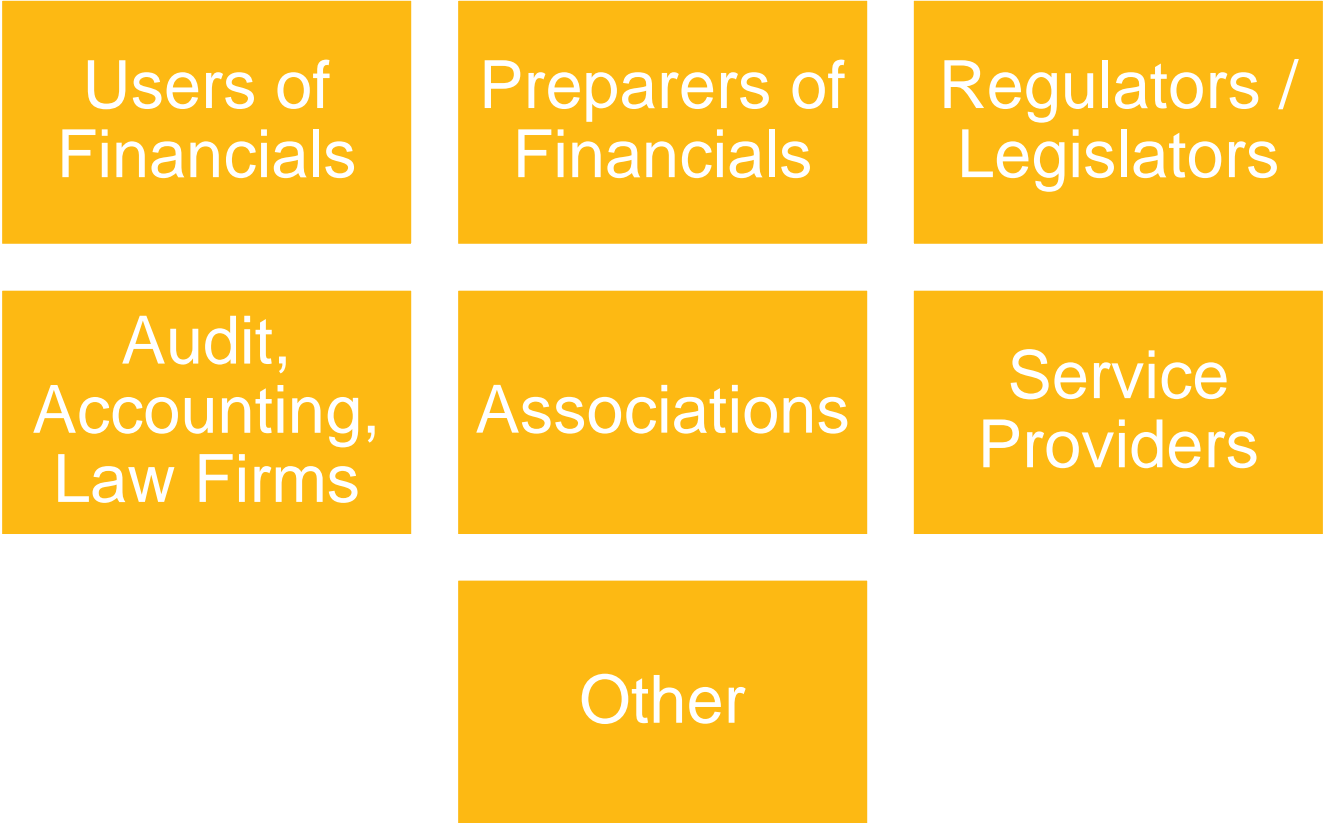 Users of
Financials
Preparers of
Financials
Regulators /
Legislators
Audit,
Accounting,
Law Firms
Associations
Service
Providers
Other